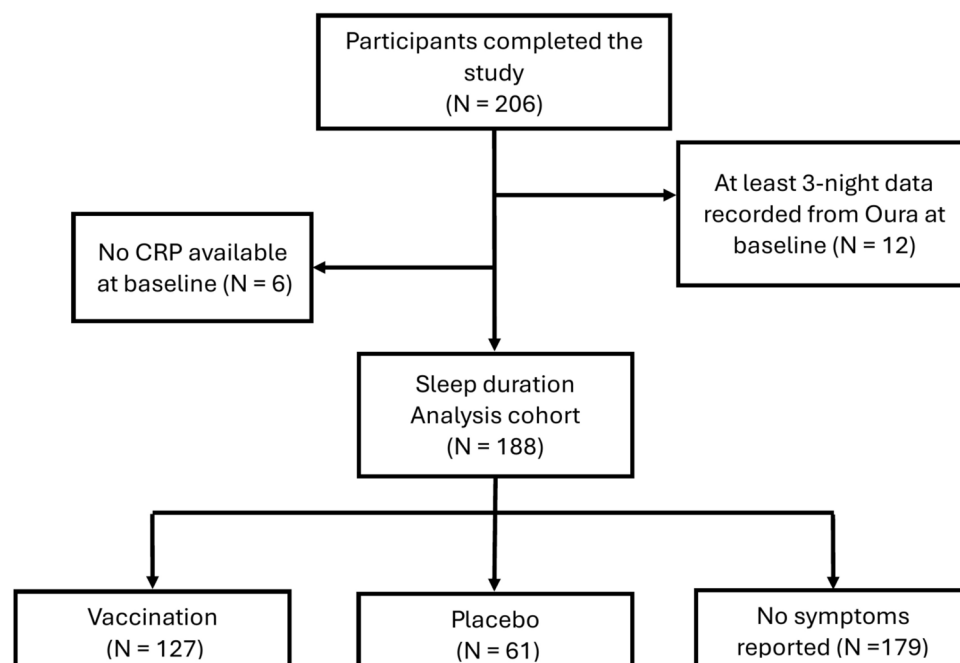 Participants completed the
study
(N = 206)
At least 3-night data
recorded from Oura at
baseline (N = 12)
No CRP available
at baseline (N = 6)
Sleep duration
Analysis cohort
(N = 188)
Vaccination
(N = 127)
Placebo
(N = 61)
No symptoms
reported (N =179)